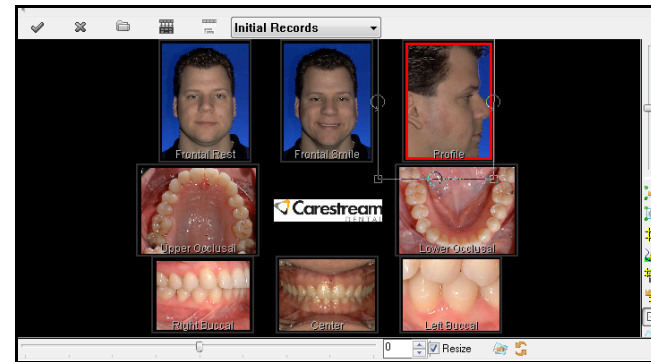 Initial Records
Frontal Rest
Frontal Smile
Profile
Upper Occlusal
Carestream
DENTAL
Lower Occlusal
Right Buccal
Center
Left Buccal
0
Resize